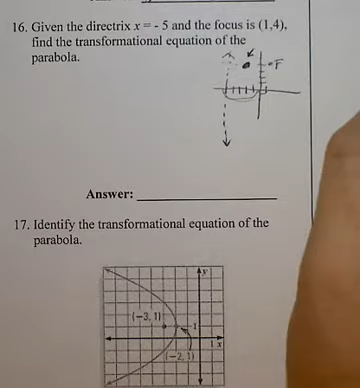 16. Given the directrix x = - 5 and the focus is (1,4),
find the transformational equation of the
parabola.
F
Answer:
17. Identify the transformational equation of the
parabola.
y
(-3, 1)
1
1 x
(-2, 1)